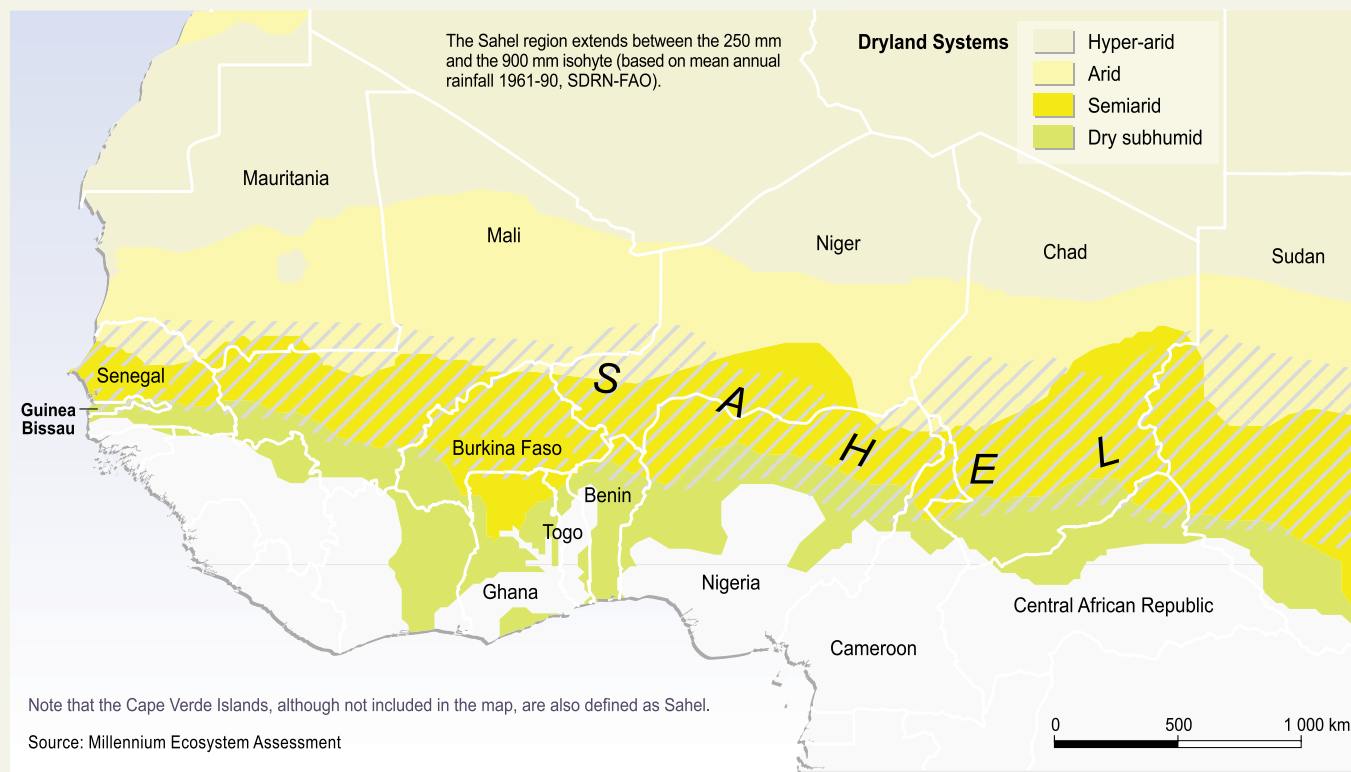 The Sahel region extends between the 250 mm
and the 900 mm isohyte (based on mean annual
rainfall 1961-90, SDRN-FAO).
Dryland Systems
Hyper-arid
Arid
Semiarid
Dry subhumid
Mauritania
Mali
Niger
Chad
Sudan
Senegal
Guinea
Bissau
S A H E L
Burkina Faso
Benin
Togo
Ghana
Nigeria
Cameroon
Central African Republic
Note that the Cape Verde Islands, although not included in the map, are also defined as Sahel.
Source: Millennium Ecosystem Assessment
0 500 1 000 km